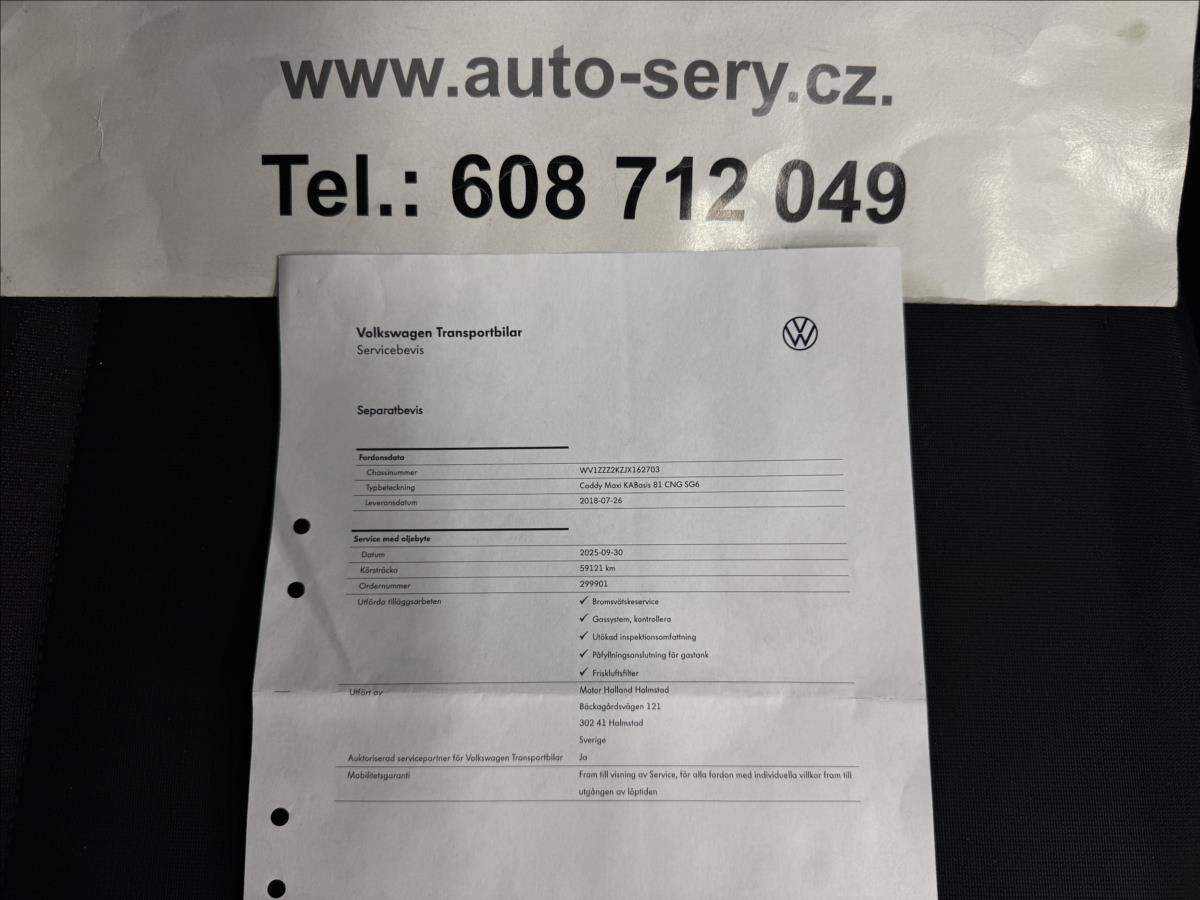 www.auto-sery.cz.
Tel.: 608 712 049
Volkswagen Transportbilar
Servicebevis
Separatbevis
Fordonsdata
Chassinummer WV1ZZZ2KZJX162703
Typbeteckning Caddy Maxi KABasis 81 CNG SG6
Leveransdatum 2018-07-26
Service med oljebyte
Datum 2025-09-30
Körsträcka 59121 km
Ordernummer 299901
Utförda tilläggsarbeten ✓ Bromsvätskeservice
✓ Gassystem, kontrollera
✓ Utökad inspektionsomfattning
✓ Påfyllningsanslutning för gastank
✓ Friskluftsfilter
Utfört av Motor Halland Halmstad
Bäckagårdsvägen 121
302 41 Halmstad
Sverige
Auktoriserad servicepartner för Volkswagen Transportbilar Ja
Mobilitetsgaranti Fram till visning av Service, för alla fordon med individuella villkor fram till
utgången av löptiden